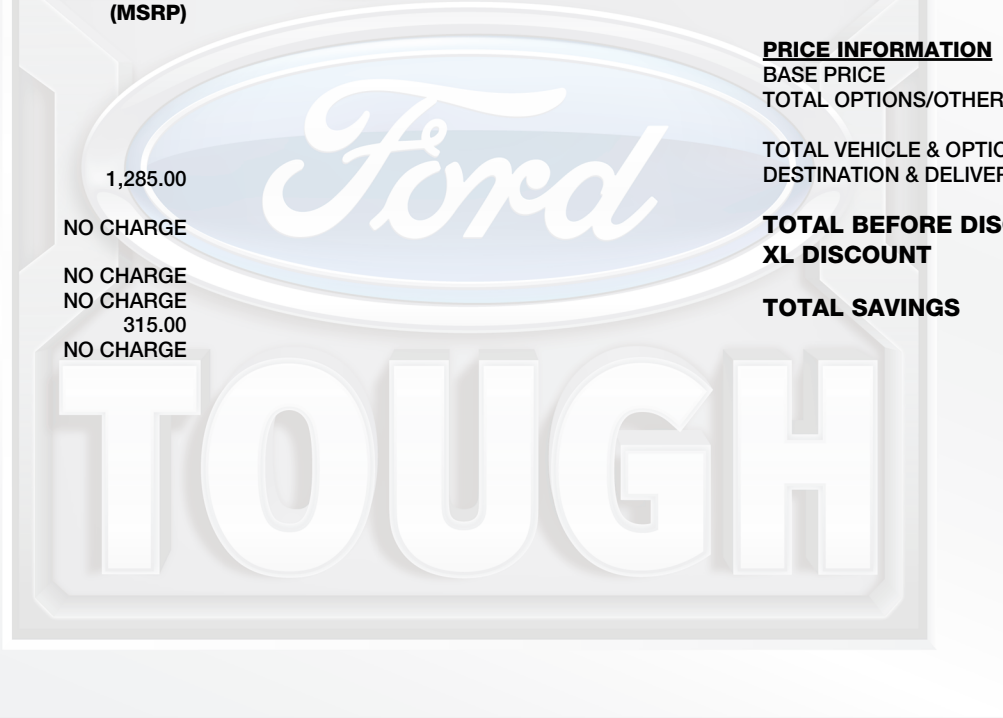 (MSRP)
1,285.00
NO CHARGE
NO CHARGE
NO CHARGE
315.00
NO CHARGE
PRICE INFORMATION
BASE PRICE
TOTAL OPTIONS/OTHER
TOTAL VEHICLE & OPTIO
DESTINATION & DELIVER
TOTAL BEFORE DISC
XL DISCOUNT
TOTAL SAVINGS
Ford
TOUGH